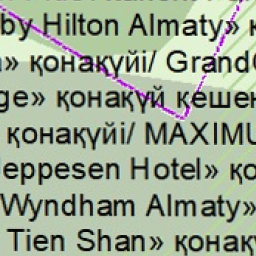 by Hilton Almaty» қ
» қонақүйі/ Grand
ge» қонақүй кешен
қонақүйі/ MAXIMU
eppesen Hotel» қо
Wyndham Almaty»
Tien Shan» қонақ